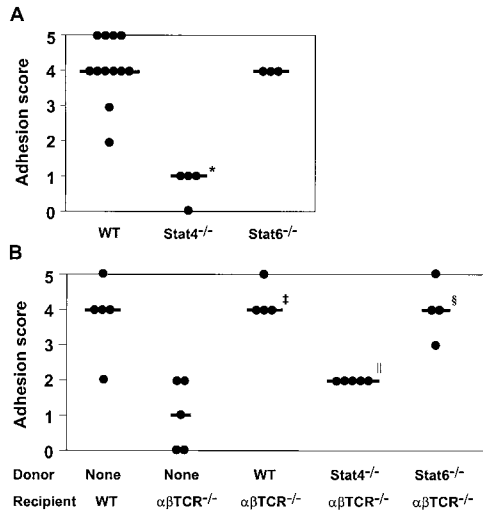 A
Adhesion score
5
4
3
2
1
0
*
WT Stat4-/- Stat6-/-
B
Adhesion score
5
4
3
2
1
0
‡ || §
Donor None None WT Stat4-/- Stat6-/-
Recipient WT αβTCR-/- αβTCR-/- αβTCR-/- αβTCR-/-